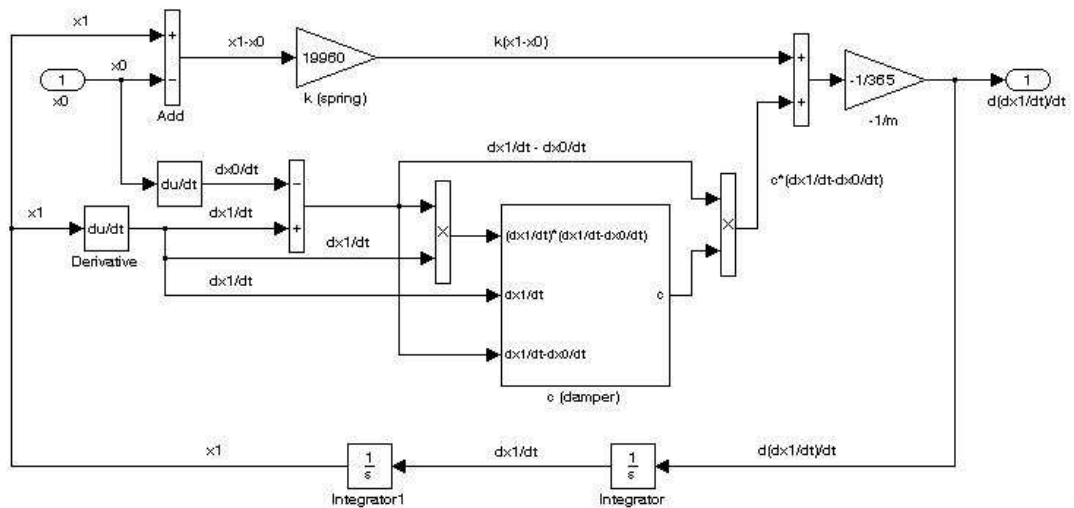 x1
x0
1
x0
+
−
Add
x1-x0
19960
k (spring)
k(x1-x0)
+
+
-1/365
-1/m
1
d(dx1/dt)/dt
du/dt
dx0/dt
x1
du/dt
Derivative
dx1/dt
−
+
dx1/dt
dx1/dt
dx1/dt - dx0/dt
×
(dx1/dt)*(dx1/dt-dx0/dt)
dx1/dt
dx1/dt-dx0/dt
c
c (damper)
×
c*(dx1/dt-dx0/dt)
x1
1
s
Integrator1
dx1/dt
1
s
Integrator
d(dx1/dt)/dt